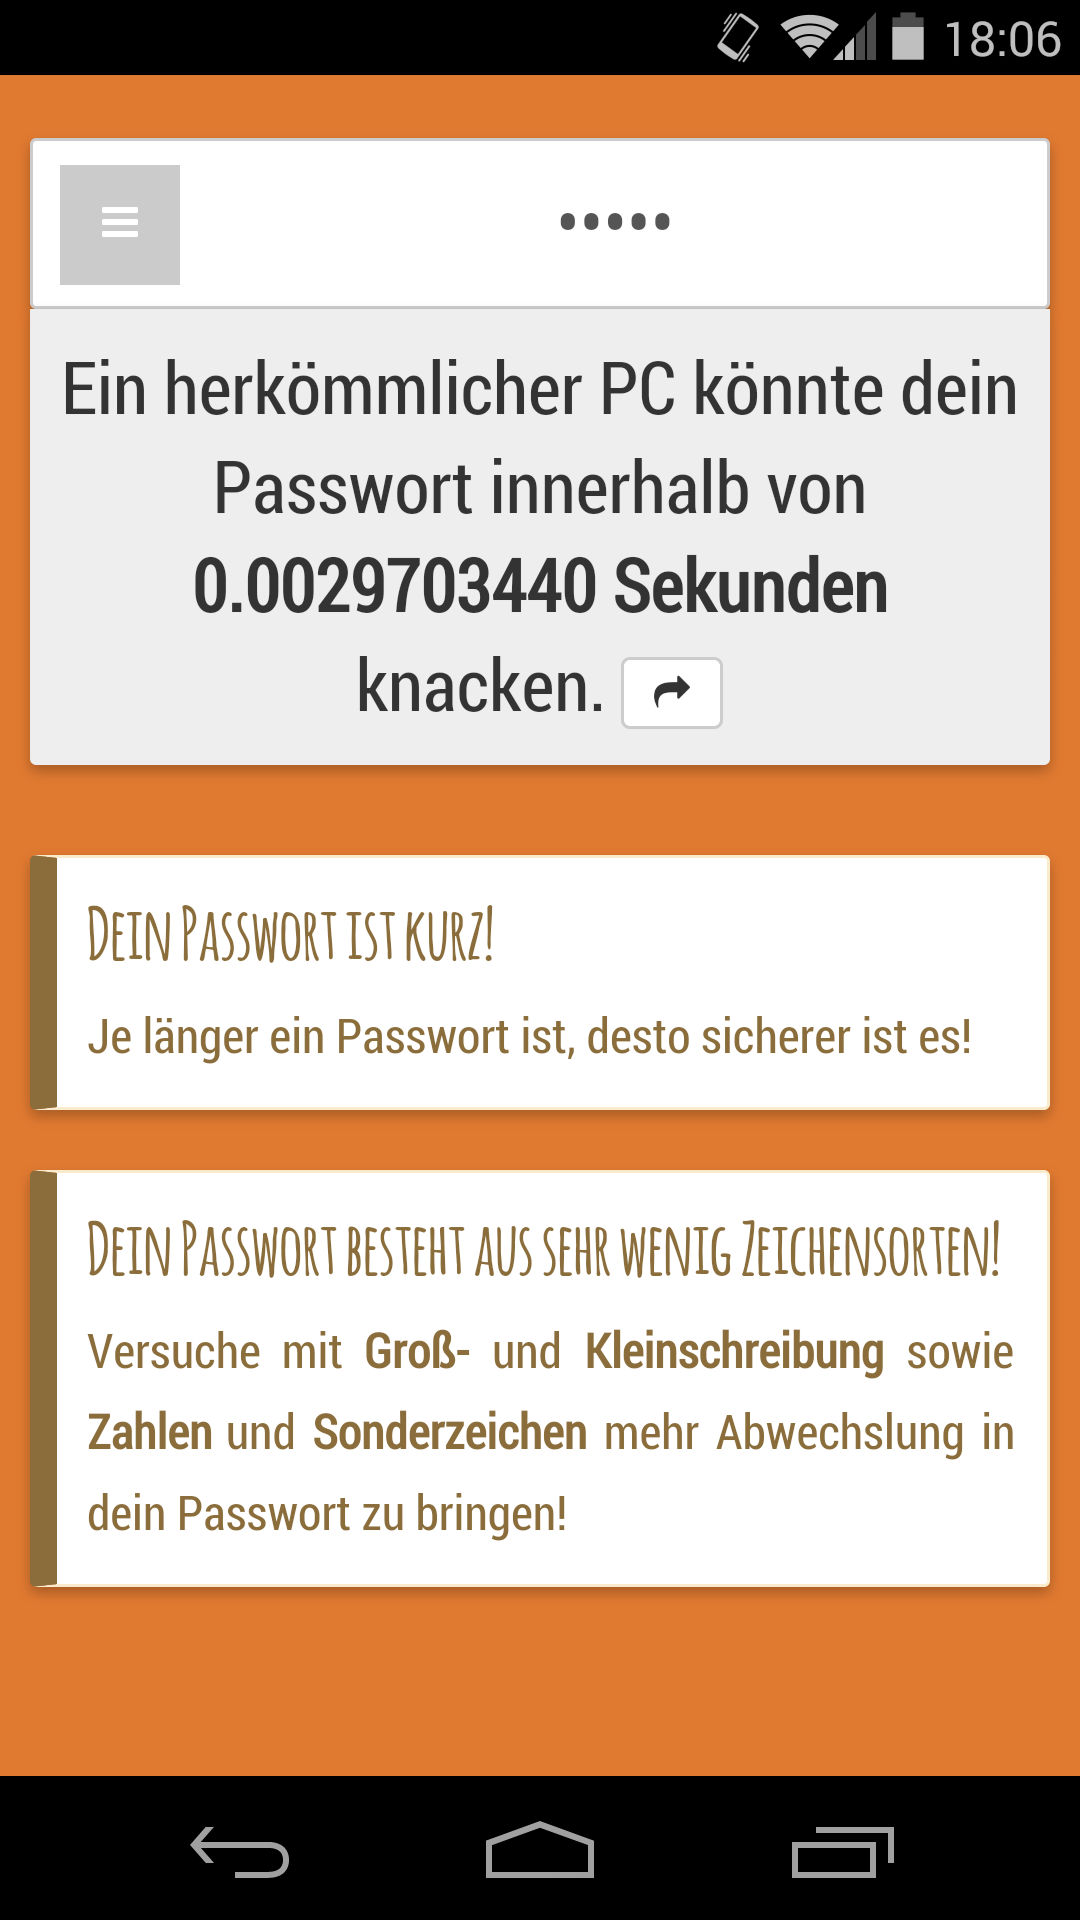 18:06
•••••
Ein herkömmlicher PC könnte dein
Passwort innerhalb von
0.0029703440 Sekunden
knacken.
Dein Passwort ist kurz!
Je länger ein Passwort ist, desto sicherer ist es!
Dein Passwort besteht aus sehr wenig Zeichensorten!
Versuche mit Groß- und Kleinschreibung sowie
Zahlen und Sonderzeichen mehr Abwechslung in
dein Passwort zu bringen!